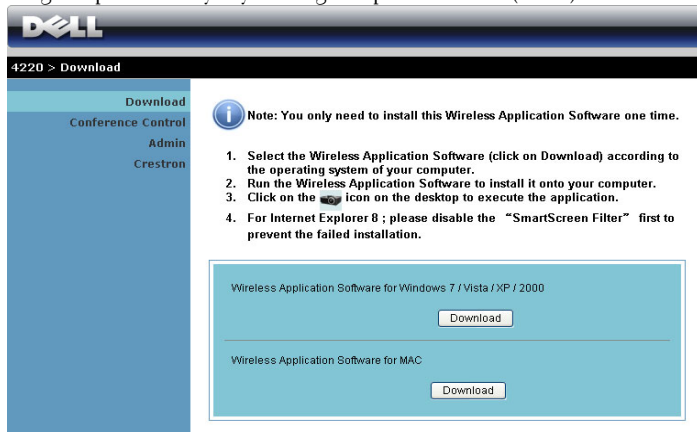 DELL
4220 > Download
Download
Conference Control
Admin
Crestron
Note: You only need to install this Wireless Application Software one time.
1. Select the Wireless Application Software (click on Download) according to
the operating system of your computer.
2. Run the Wireless Application Software to install it onto your computer.
3. Click on the icon on the desktop to execute the application.
4. For Internet Explorer 8 ; please disable the “SmartScreen Filter” first to
prevent the failed installation.
Wireless Application Software for Windows 7 / Vista / XP / 2000
Download
Wireless Application Software for MAC
Download